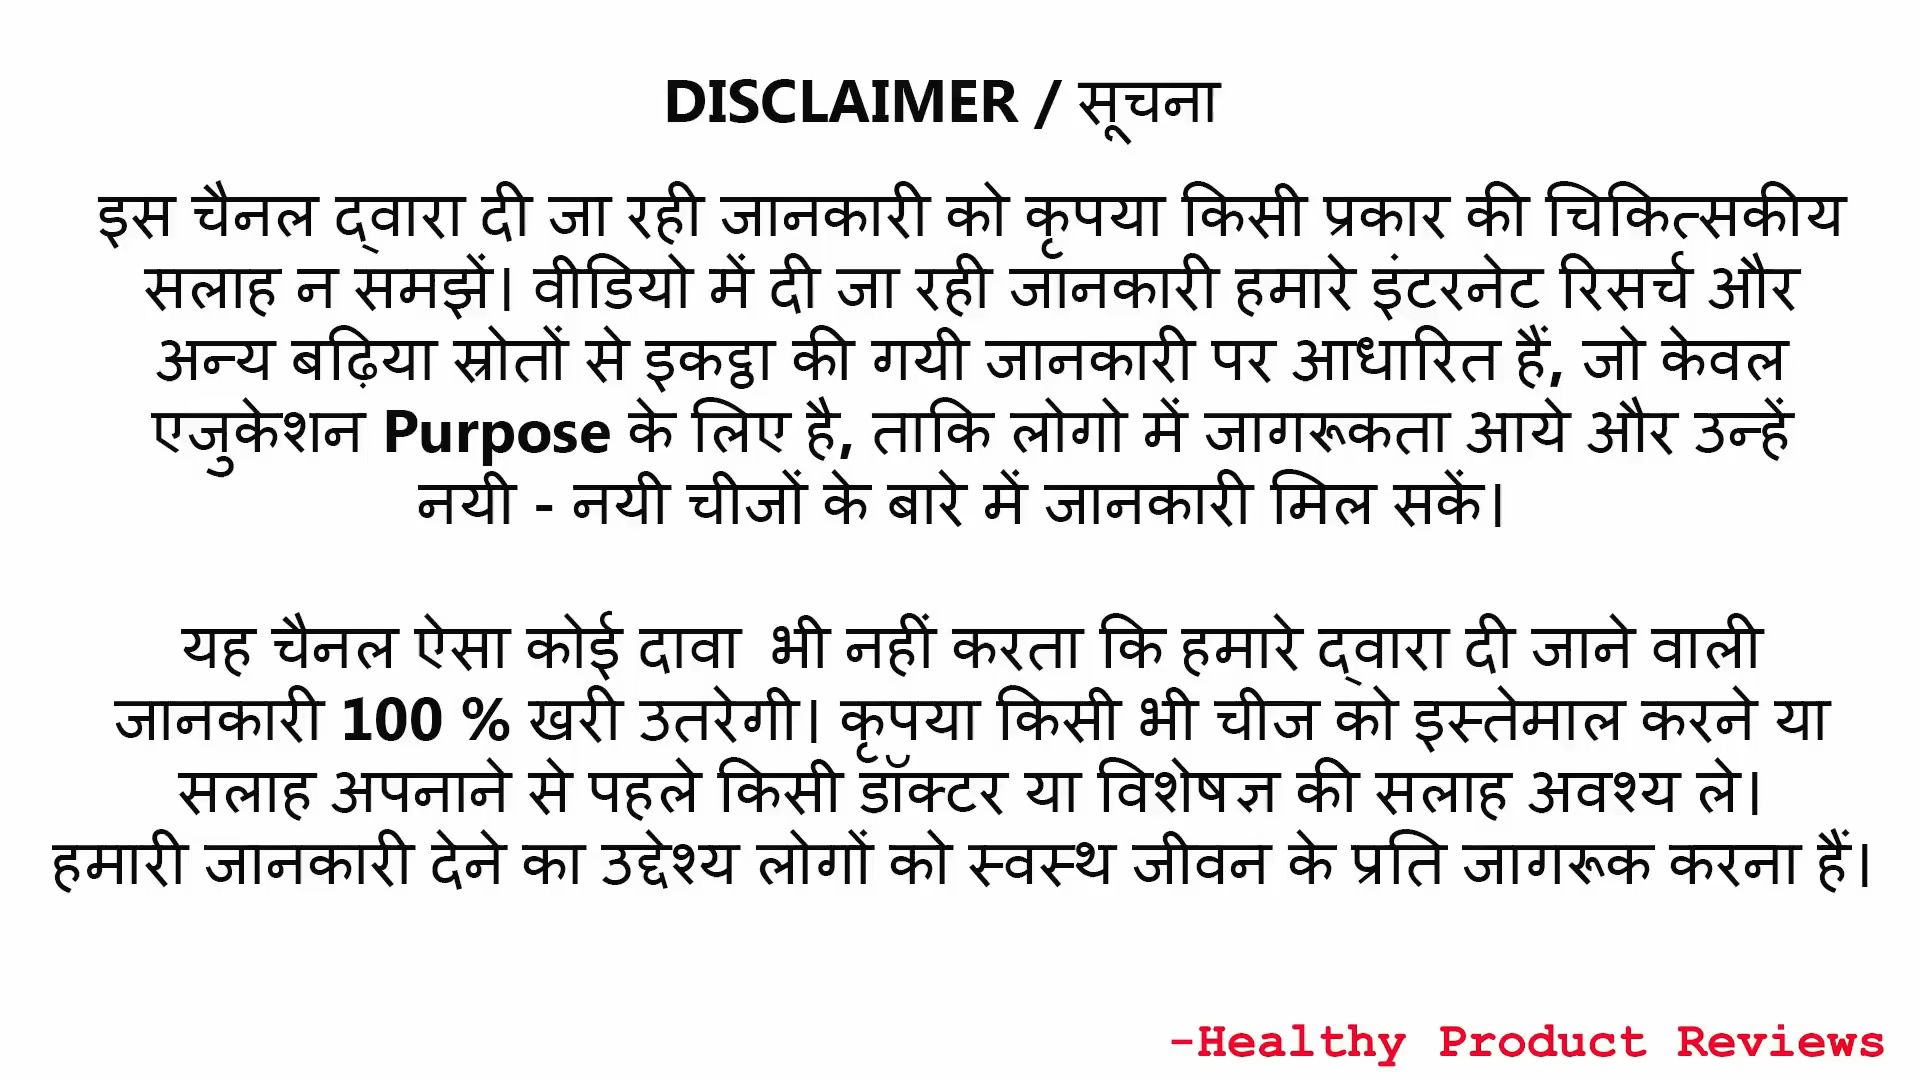 DISCLAIMER / सूचना
इस चैनल द्वारा दी जा रही जानकारी को कृपया किसी प्रकार की चिकित्सकीय
सलाह न समझें। वीडियो में दी जा रही जानकारी हमारे इंटरनेट रिसर्च और
अन्य बढ़िया स्रोतों से इकट्ठा की गयी जानकारी पर आधारित हैं, जो केवल
एजुकेशन Purpose के लिए है, ताकि लोगो में जागरूकता आये और उन्हें
नयी - नयी चीजों के बारे में जानकारी मिल सकें।
यह चैनल ऐसा कोई दावा भी नहीं करता कि हमारे द्वारा दी जाने वाली
जानकारी 100 % खरी उतरेगी। कृपया किसी भी चीज को इस्तेमाल करने या
सलाह अपनाने से पहले किसी डॉक्टर या विशेषज्ञ की सलाह अवश्य ले।
हमारी जानकारी देने का उद्देश्य लोगों को स्वस्थ जीवन के प्रति जागरूक करना हैं।
-Healthy Product Reviews